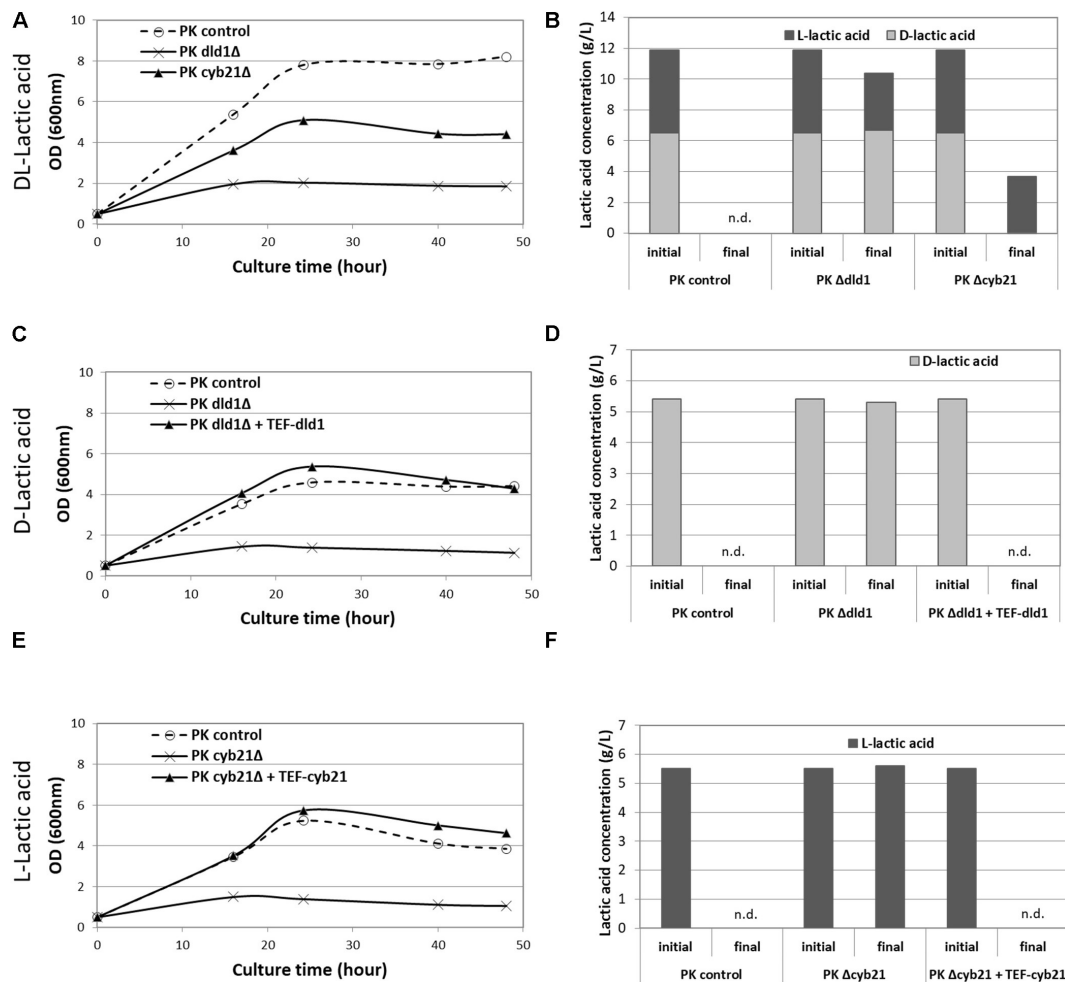 A
DL-Lactic acid
OD (600nm)
10
8
6
4
2
0
PK control
PK dld1Δ
PK cyb21Δ
0 10 20 30 40 50
Culture time (hour)
B
Lactic acid concentration (g/L)
L-lactic acid D-lactic acid
14
12
10
8
6
4
2
0
n.d.
initial final initial final initial final
PK control PK Δdld1 PK Δcyb21
C
D-Lactic acid
OD (600nm)
10
8
6
4
2
0
PK control
PK dld1Δ
PK dld1Δ + TEF-dld1
0 10 20 30 40 50
Culture time (hour)
D
Lactic acid concentration (g/L)
D-lactic acid
7
6
5
4
3
2
1
0
n.d. n.d.
initial final initial final initial final
PK control PK Δdld1 PK Δdld1 + TEF-dld1
E
L-Lactic acid
OD (600nm)
10
8
6
4
2
0
PK control
PK cyb21Δ
PK cyb21Δ + TEF-cyb21
0 10 20 30 40 50
Culture time (hour)
F
Lactic acid concentration (g/L)
L-lactic acid
7
6
5
4
3
2
1
0
n.d. n.d.
initial final initial final initial final
PK control PK Δcyb21 PK Δcyb21 + TEF-cyb21